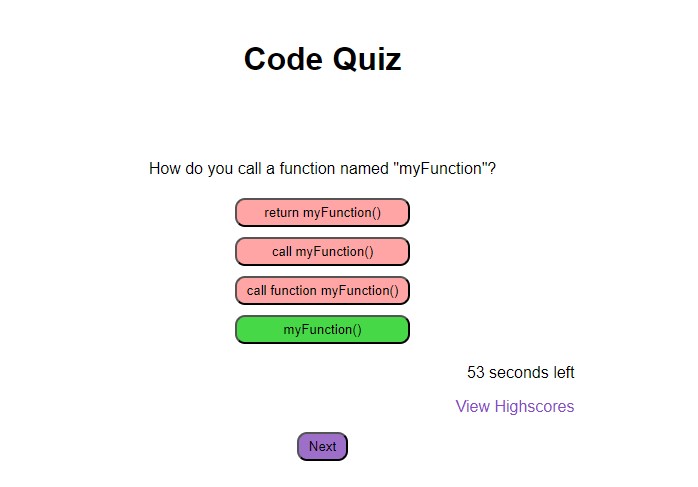 Code Quiz
How do you call a function named "myFunction"?
return myFunction()
call myFunction()
call function myFunction()
myFunction()
53 seconds left
View Highscores
Next